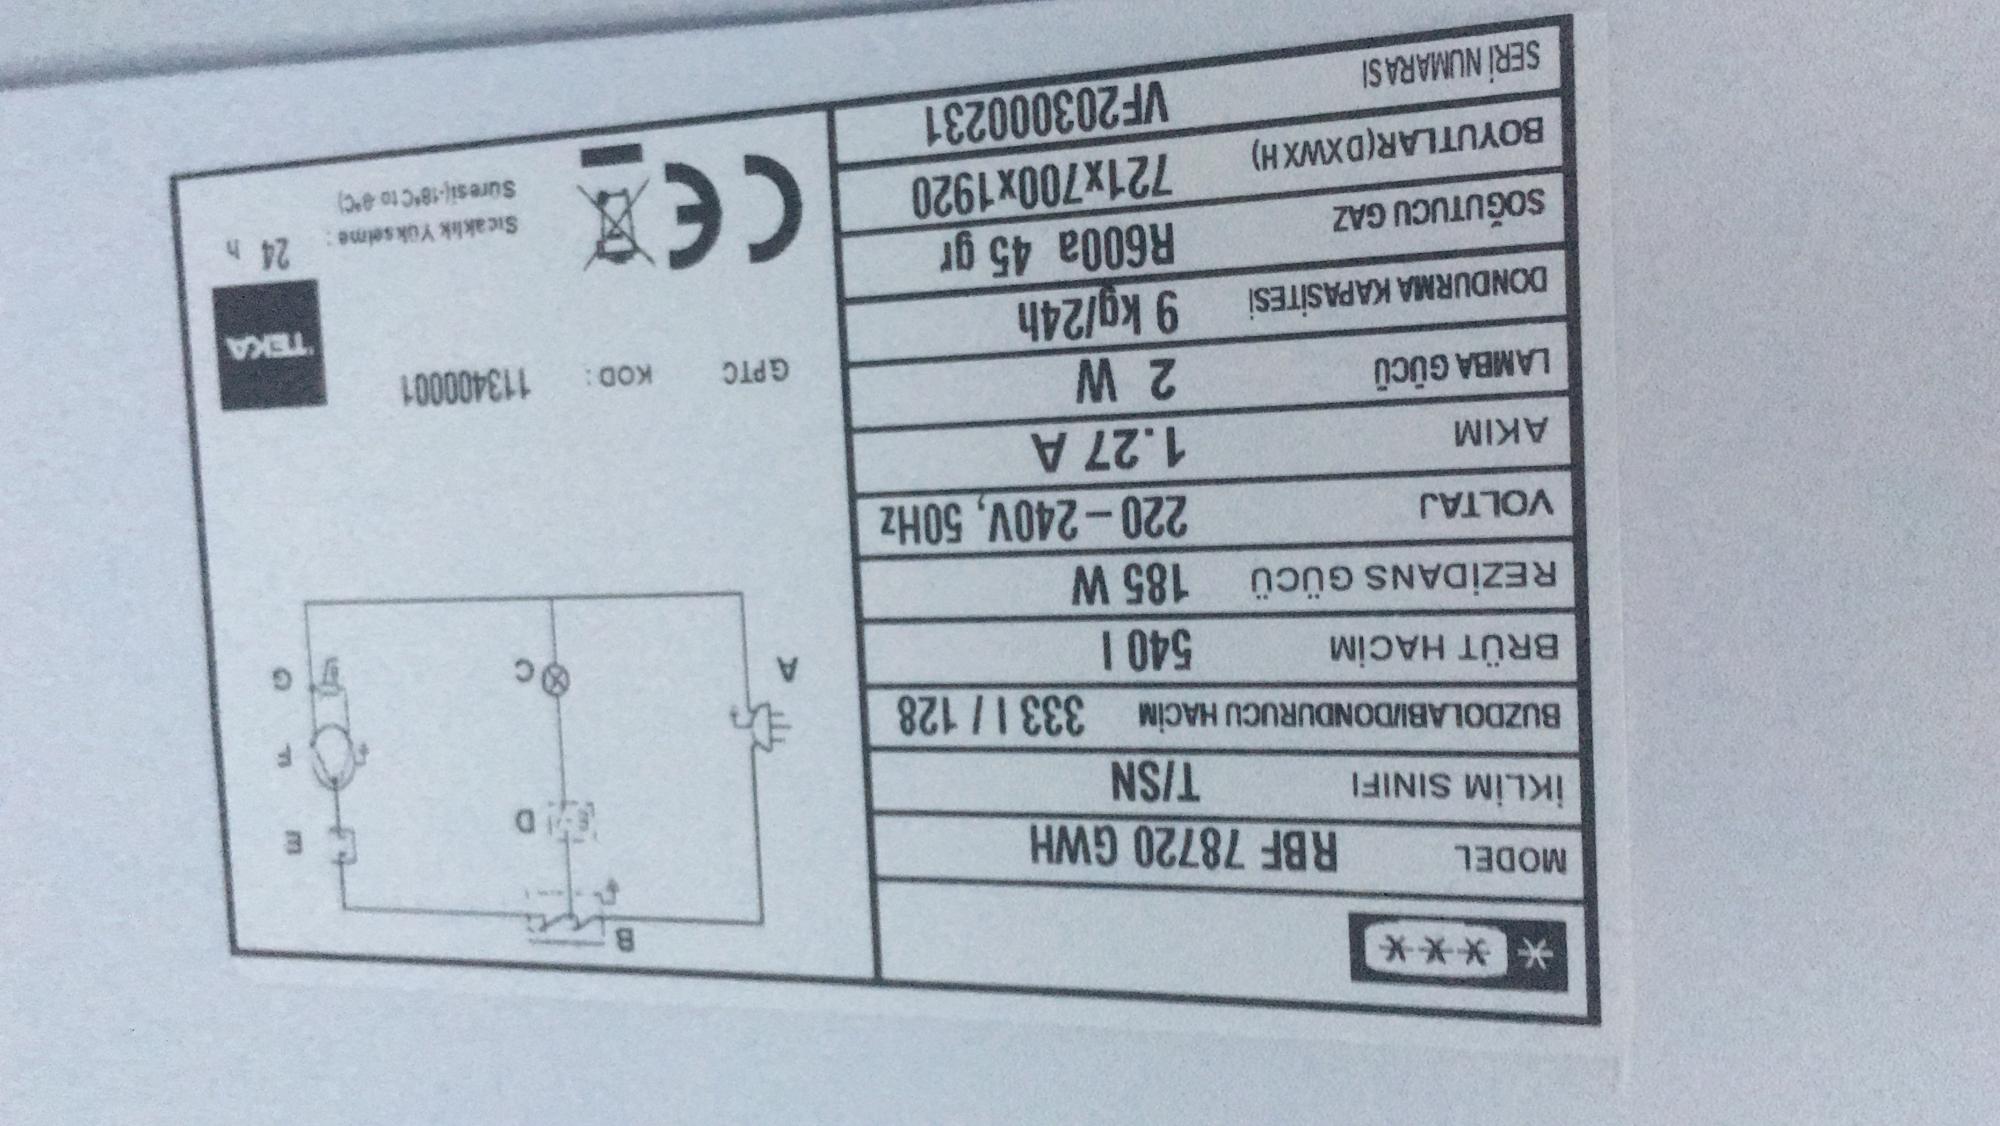 ****
MODEL RBF 78720 GWH
İKLİM SINIFI T/SN
BUZDOLABI/DONDURUCU HACİM 333 l / 128
BRÜT HACİM 540 l
REZİDANS GÜCÜ 185 W
VOLTAJ 220 – 240V, 50Hz
AKIM 1.27 A
LAMBA GÜCÜ 2 W
DONDURMA KAPASİTESİ 9 kg/24h
SOĞUTUCU GAZ R600a 45 gr
BOYUTLAR(DXWXH) 721x700x1920
SERİ NUMARASI VF203000231
B
D
E
F
A
C
G
GPTC KOD: 113400001
TEKA
CE
Sıcaklık Yükselme : 24 h
Süresi(-18°C to -9°C)